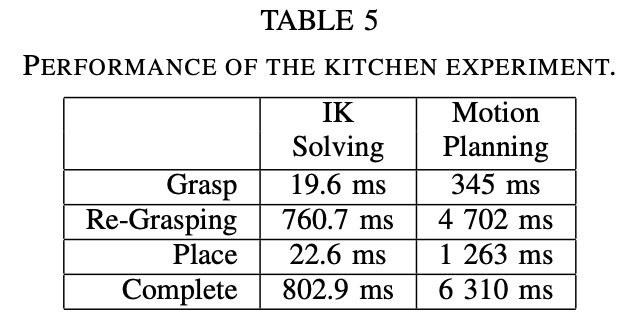 TABLE 5
PERFORMANCE OF THE KITCHEN EXPERIMENT.
IK Solving Motion Planning
Grasp 19.6 ms 345 ms
Re-Grasping 760.7 ms 4 702 ms
Place 22.6 ms 1 263 ms
Complete 802.9 ms 6 310 ms